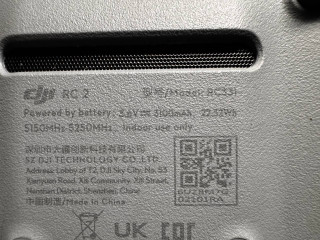 dji RC 2 型号/Model: RC331
Powered by battery: 3.6V⎓3100mAh 22.32Wh
5150MHz-5250MHz: Indoor use only
深圳市大疆创新科技有限公司
SZ DJI TECHNOLOGY CO., LTD.
Address: Lobby of T2, DJI Sky City, No. 53
Xianyuan Road, Xili Community, Xili Street,
Nanshan District, Shenzhen, China
中国制造/Made in China
02101RA
UK EAC